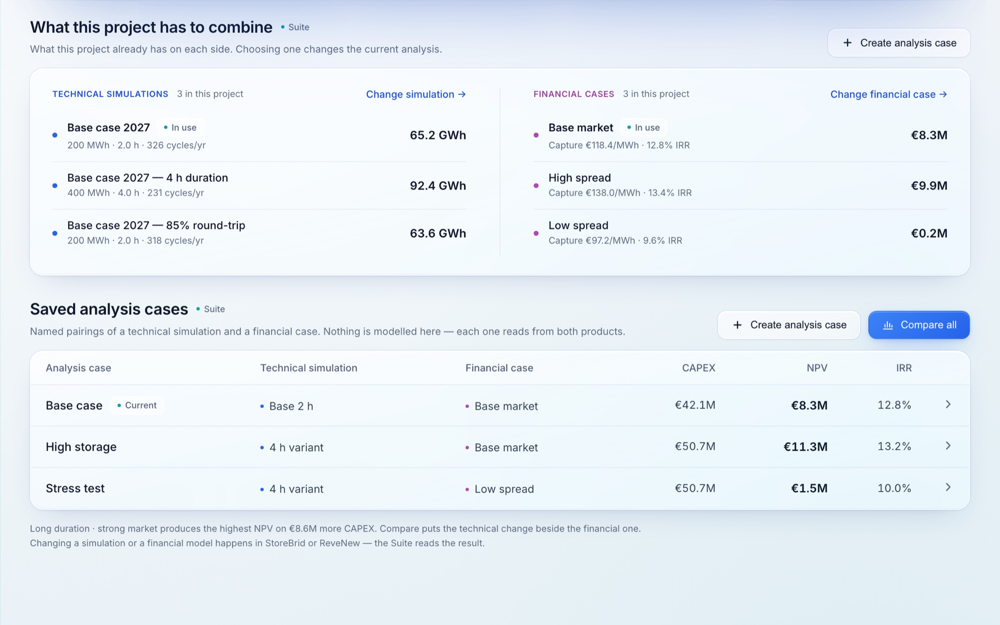 What this project has to combine • Suite
What this project already has on each side. Choosing one changes the current analysis.
+ Create analysis case
TECHNICAL SIMULATIONS 3 in this project
Change simulation →
Base case 2027 • In use
200 MWh · 2.0 h · 326 cycles/yr
65.2 GWh
Base case 2027 — 4 h duration
400 MWh · 4.0 h · 231 cycles/yr
92.4 GWh
Base case 2027 — 85% round-trip
200 MWh · 2.0 h · 318 cycles/yr
63.6 GWh
FINANCIAL CASES 3 in this project
Change financial case →
Base market • In use
Capture €118.4/MWh · 12.8% IRR
€8.3M
High spread
Capture €138.0/MWh · 13.4% IRR
€9.9M
Low spread
Capture €97.2/MWh · 9.6% IRR
€0.2M
Saved analysis cases • Suite
Named pairings of a technical simulation and a financial case. Nothing is modelled here — each one reads from both products.
+ Create analysis case
Compare all
Analysis case Technical simulation Financial case CAPEX NPV IRR
Base case • Current • Base 2 h • Base market €42.1M €8.3M 12.8%
High storage • 4 h variant • Base market €50.7M €11.3M 13.2%
Stress test • 4 h variant • Low spread €50.7M €1.5M 10.0%
Long duration · strong market produces the highest NPV on €8.6M more CAPEX. Compare puts the technical change beside the financial one.
Changing a simulation or a financial model happens in StoreBrid or ReveNew — the Suite reads the result.